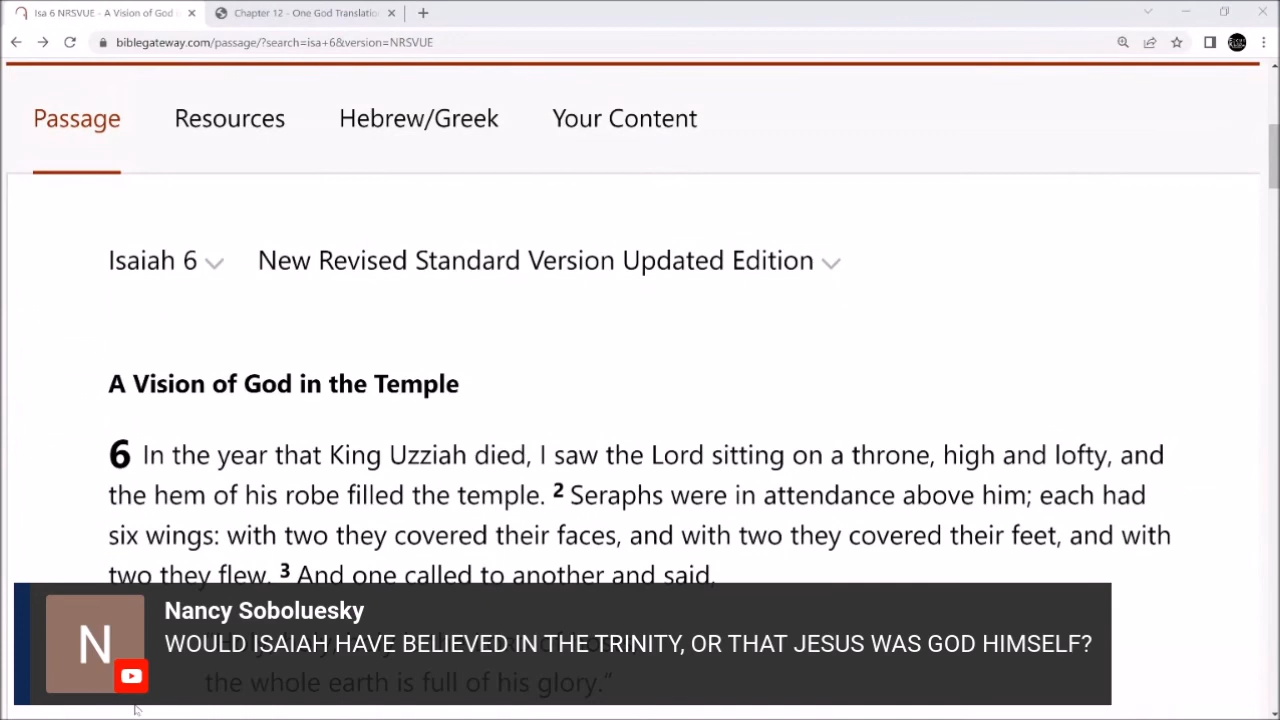 Isa 6 NRSVUE - A Vision of God in
Chapter 12 - One God Translatio
biblegateway.com/passage/?search=isa+6&version=NRSVUE
Passage Resources Hebrew/Greek Your Content
Isaiah 6 New Revised Standard Version Updated Edition
A Vision of God in the Temple
6 In the year that King Uzziah died, I saw the Lord sitting on a throne, high and lofty, and
the hem of his robe filled the temple. 2 Seraphs were in attendance above him; each had
six wings: with two they covered their faces, and with two they covered their feet, and with
two they flew. 3 And one called to another and said,
Nancy Soboluesky
N
WOULD ISAIAH HAVE BELIEVED IN THE TRINITY, OR THAT JESUS WAS GOD HIMSELF?
the whole earth is full of his glory.”